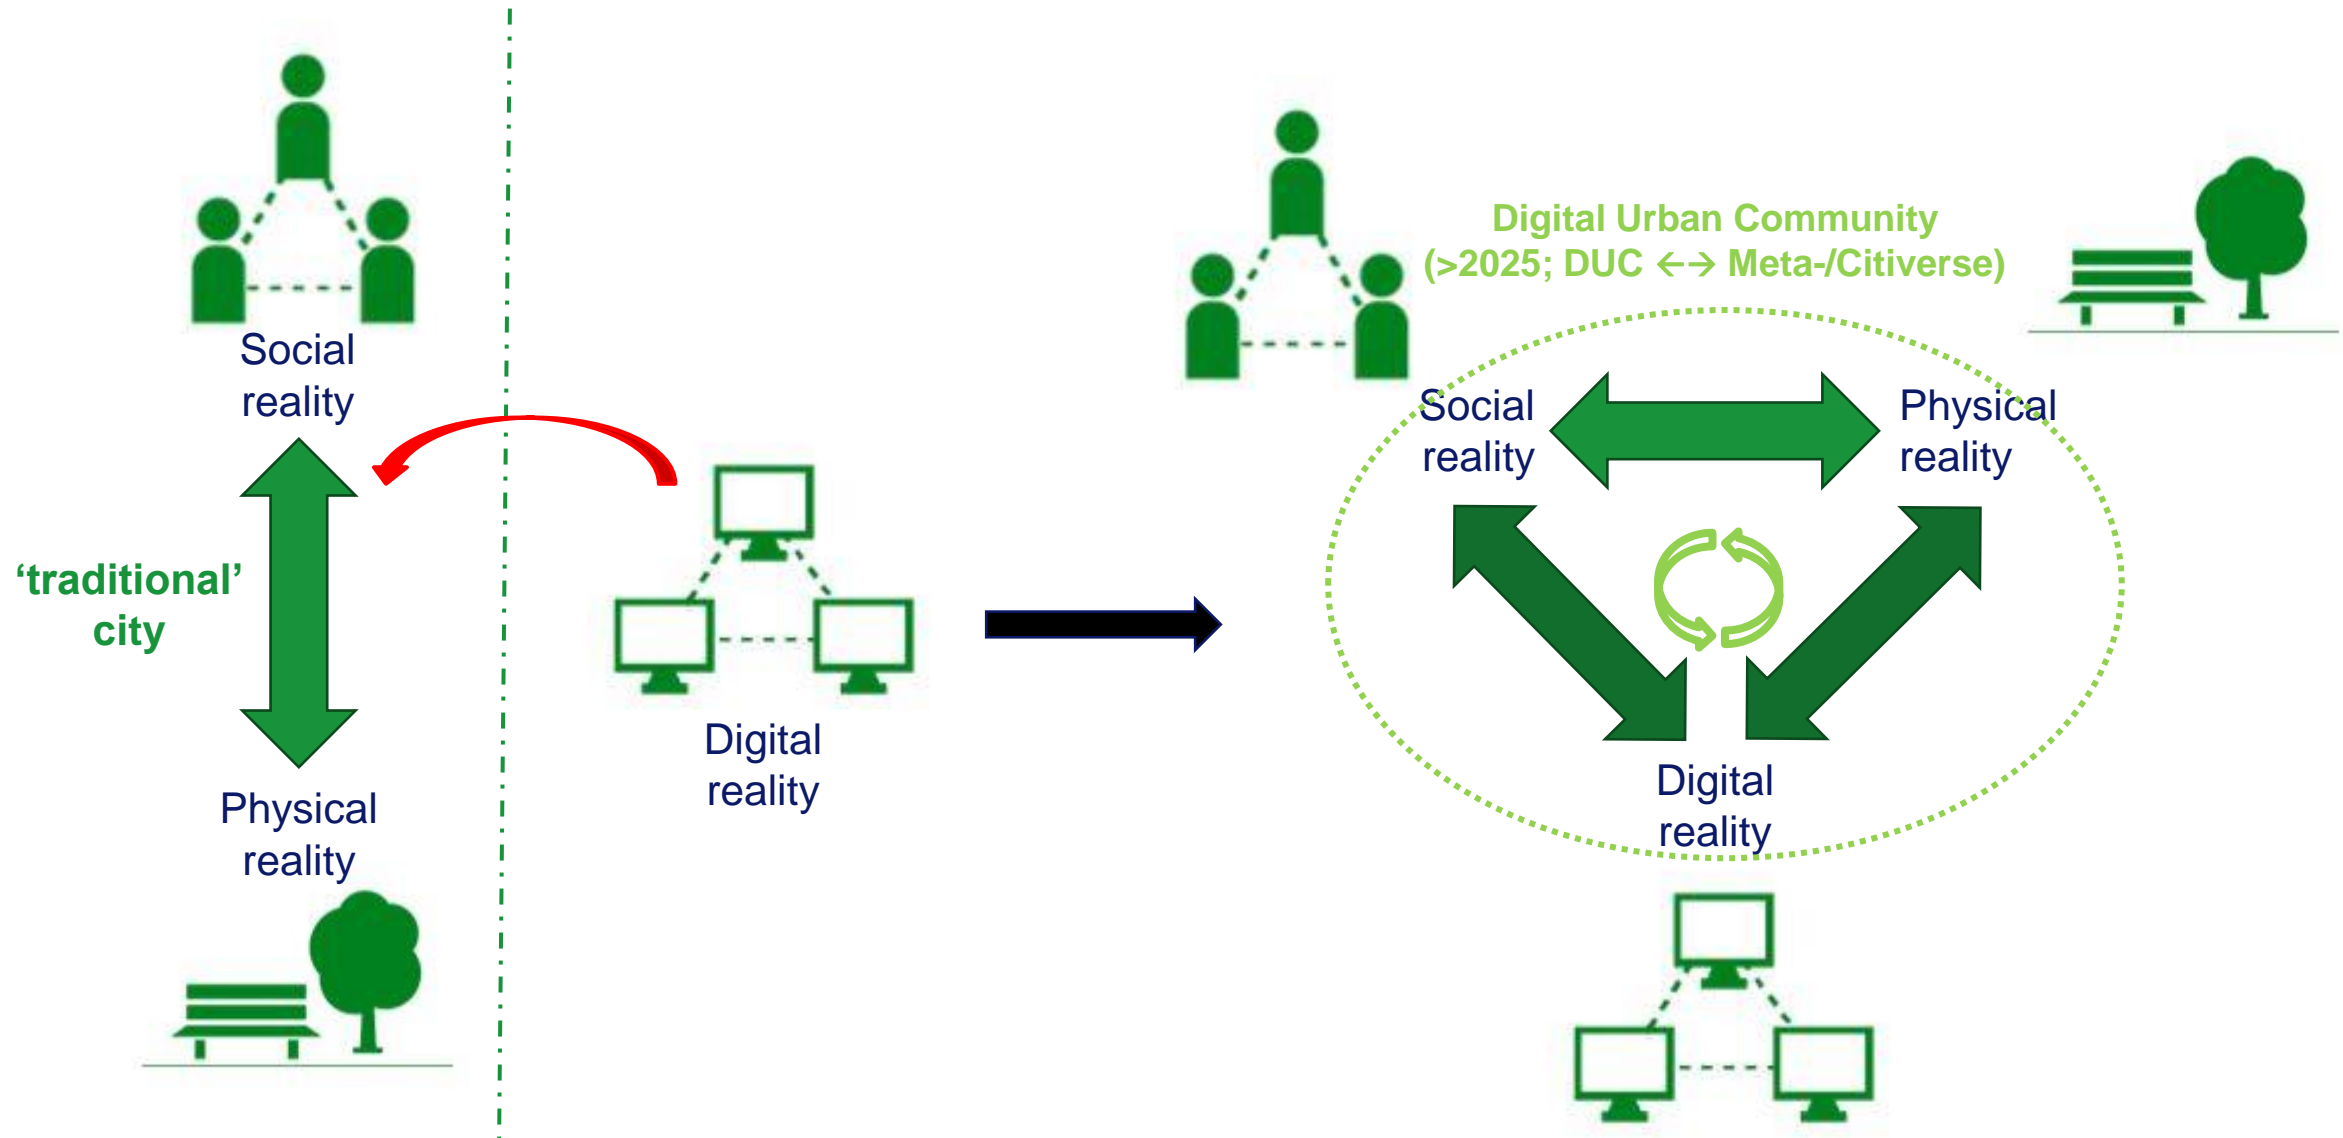 Social
reality
‘traditional’
city
Physical
reality
Digital
reality
Digital Urban Community
(>2025; DUC ←→ Meta-/Citiverse)
Social
reality
Physical
reality
Digital
reality